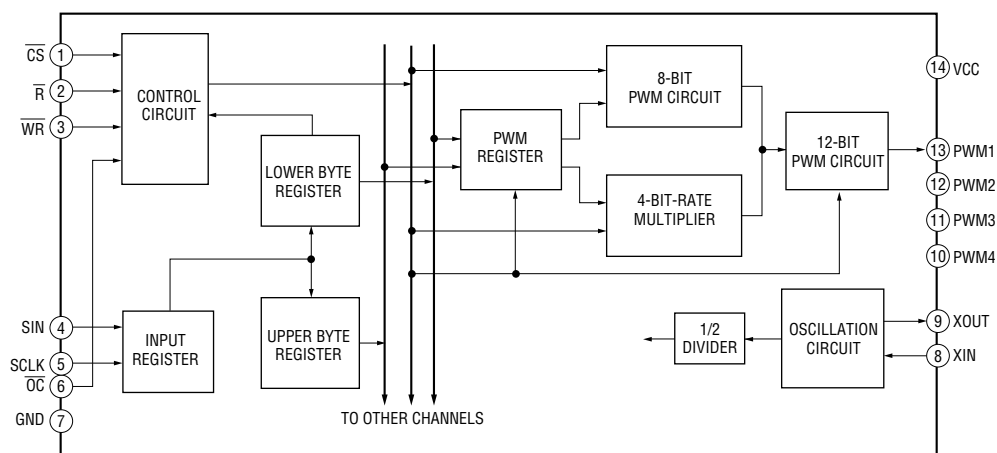 CS
1
R
2
WR
3
CONTROL
CIRCUIT
LOWER BYTE
REGISTER
SIN
4
SCLK
5
OC
6
GND
7
INPUT
REGISTER
UPPER BYTE
REGISTER
TO OTHER CHANNELS
PWM
REGISTER
8-BIT
PWM CIRCUIT
4-BIT-RATE
MULTIPLIER
12-BIT
PWM CIRCUIT
1/2
DIVIDER
OSCILLATION
CIRCUIT
14 VCC
13 PWM1
12 PWM2
11 PWM3
10 PWM4
9 XOUT
8 XIN